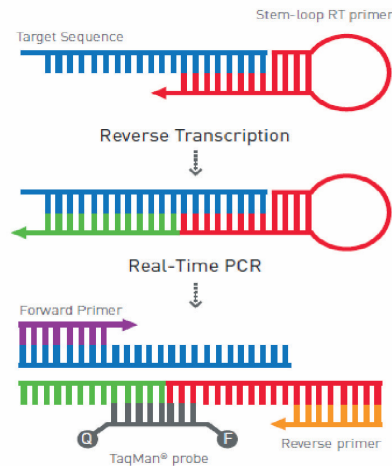 Stem-loop RT primer
Target Sequence
Reverse Transcription
Real-Time PCR
Forward Primer
Q
F
TaqMan® probe
Reverse primer